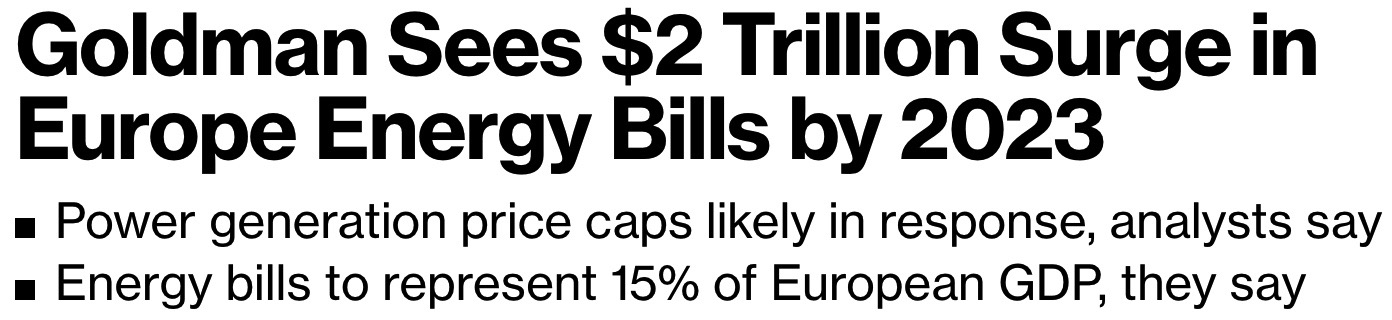 Goldman Sees $2 Trillion Surge in
Europe Energy Bills by 2023
▪ Power generation price caps likely in response, analysts say
▪ Energy bills to represent 15% of European GDP, they say